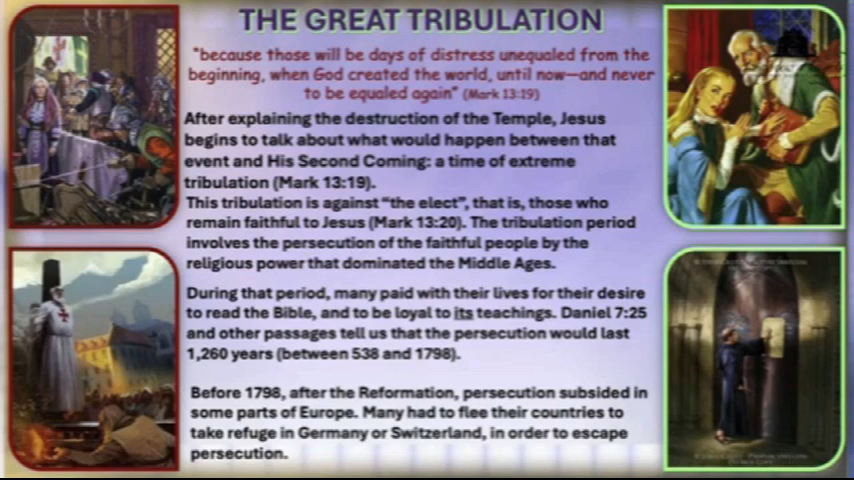 THE GREAT TRIBULATION
"because those will be days of distress unequaled from the
beginning, when God created the world, until now—and never
to be equaled again" (Mark 13:19)
After explaining the destruction of the Temple, Jesus
begins to talk about what would happen between that
event and His Second Coming: a time of extreme
tribulation (Mark 13:19).
This tribulation is against "the elect", that is, those who
remain faithful to Jesus (Mark 13:20). The tribulation period
involves the persecution of the faithful people by the
religious power that dominated the Middle Ages.
During that period, many paid with their lives for their desire
to read the Bible, and to be loyal to its teachings. Daniel 7:25
and other passages tell us that the persecution would last
1,260 years (between 538 and 1798).
Before 1798, after the Reformation, persecution subsided in
some parts of Europe. Many had to flee their countries to
take refuge in Germany or Switzerland, in order to escape
persecution.